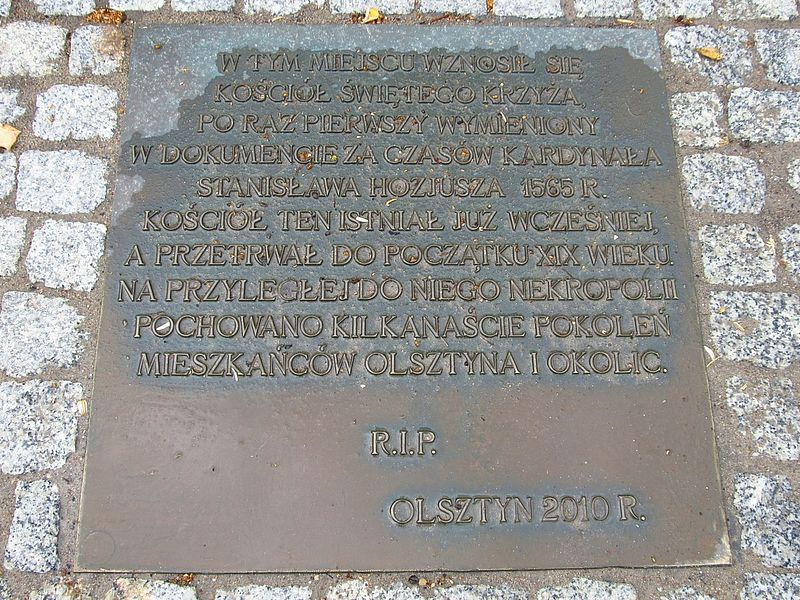 W TYM MIEJSCU WZNOSIŁ SIĘ
KOŚCIÓŁ ŚWIĘTEGO KRZYŻA,
PO RAZ PIERWSZY WYMIENIONY
W DOKUMENCIE ZA CZASÓW KARDYNAŁA
STANISŁAWA HOZJUSZA 1565 R.
KOŚCIÓŁ TEN ISTNIAŁ JUŻ WCZEŚNIEJ,
A PRZETRWAŁ DO POCZĄTKU XIX WIEKU.
NA PRZYLEGŁEJ DO NIEGO NEKROPOLII
POCHOWANO KILKANAŚCIE POKOLEŃ
MIESZKAŃCÓW OLSZTYNA I OKOLIC.
R.I.P.
OLSZTYN 2010 R.